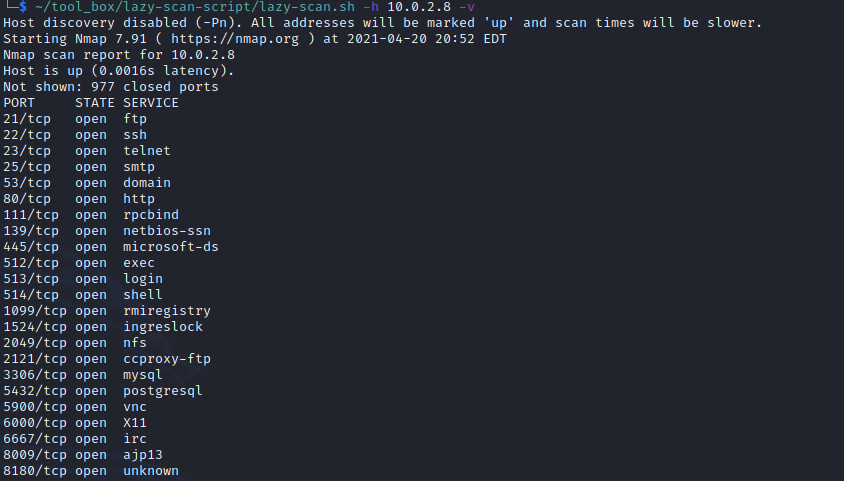 └─$ ~/tool_box/lazy-scan-script/lazy-scan.sh -h 10.0.2.8 -v
Host discovery disabled (-Pn). All addresses will be marked 'up' and scan times will be slower.
Starting Nmap 7.91 ( https://nmap.org ) at 2021-04-20 20:52 EDT
Nmap scan report for 10.0.2.8
Host is up (0.0016s latency).
Not shown: 977 closed ports
PORT     STATE SERVICE
21/tcp   open  ftp
22/tcp   open  ssh
23/tcp   open  telnet
25/tcp   open  smtp
53/tcp   open  domain
80/tcp   open  http
111/tcp  open  rpcbind
139/tcp  open  netbios-ssn
445/tcp  open  microsoft-ds
512/tcp  open  exec
513/tcp  open  login
514/tcp  open  shell
1099/tcp open  rmiregistry
1524/tcp open  ingreslock
2049/tcp open  nfs
2121/tcp open  ccproxy-ftp
3306/tcp open  mysql
5432/tcp open  postgresql
5900/tcp open  vnc
6000/tcp open  X11
6667/tcp open  irc
8009/tcp open  ajp13
8180/tcp open  unknown